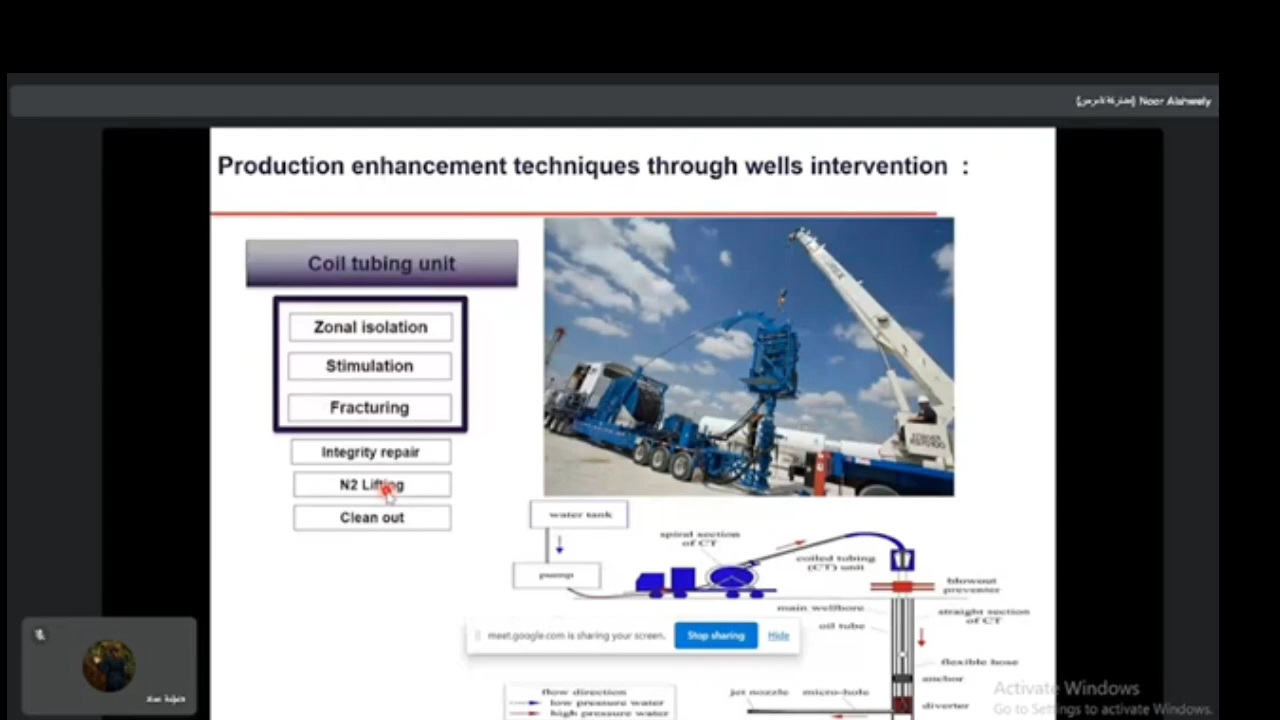 Noor Alahwely (مشاركة للعرض)
Production enhancement techniques through wells intervention :
Coil tubing unit
Zonal isolation
Stimulation
Fracturing
Integrity repair
N2 Lifting
Clean out
water tank
pump
spiral section
of CT
coiled tubing
(CT) unit
blowout
preventer
main wellbore
oil tube
straight section
of CT
flexible hose
anchor
diverter
jet nozzle
micro-hole
flow direction
low pressure water
high pressure water
meet.google.com is sharing your screen.
Stop sharing
Hide
Activate Windows
Go to Settings to activate Windows.